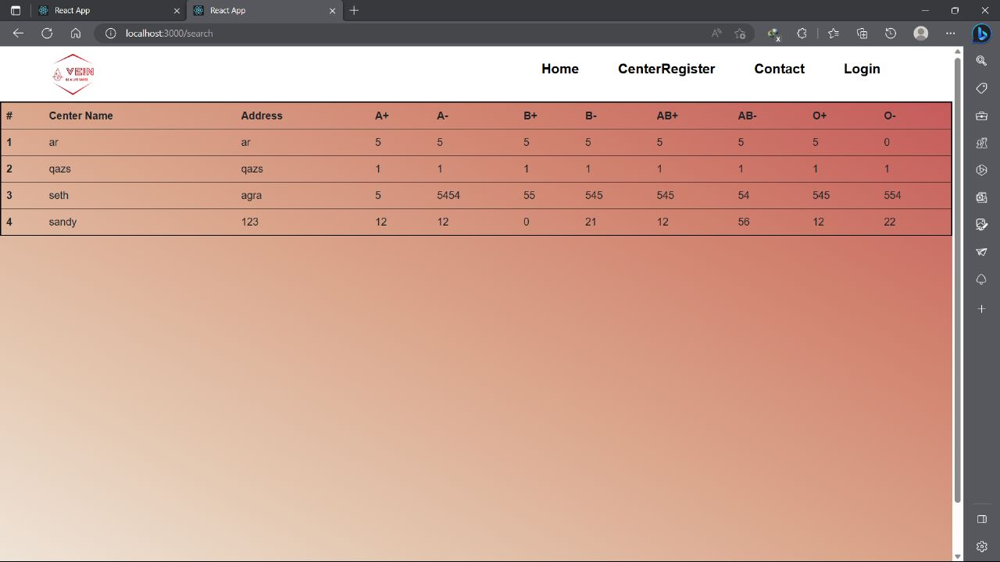 React App
React App
localhost:3000/search
VEIN
BE A LIFE SAVER
Home CenterRegister Contact Login
# Center Name Address A+ A- B+ B- AB+ AB- O+ O-
1 ar ar 5 5 5 5 5 5 5 0
2 qazs qazs 1 1 1 1 1 1 1 1
3 seth agra 5 5454 55 545 545 54 545 554
4 sandy 123 12 12 0 21 12 56 12 22